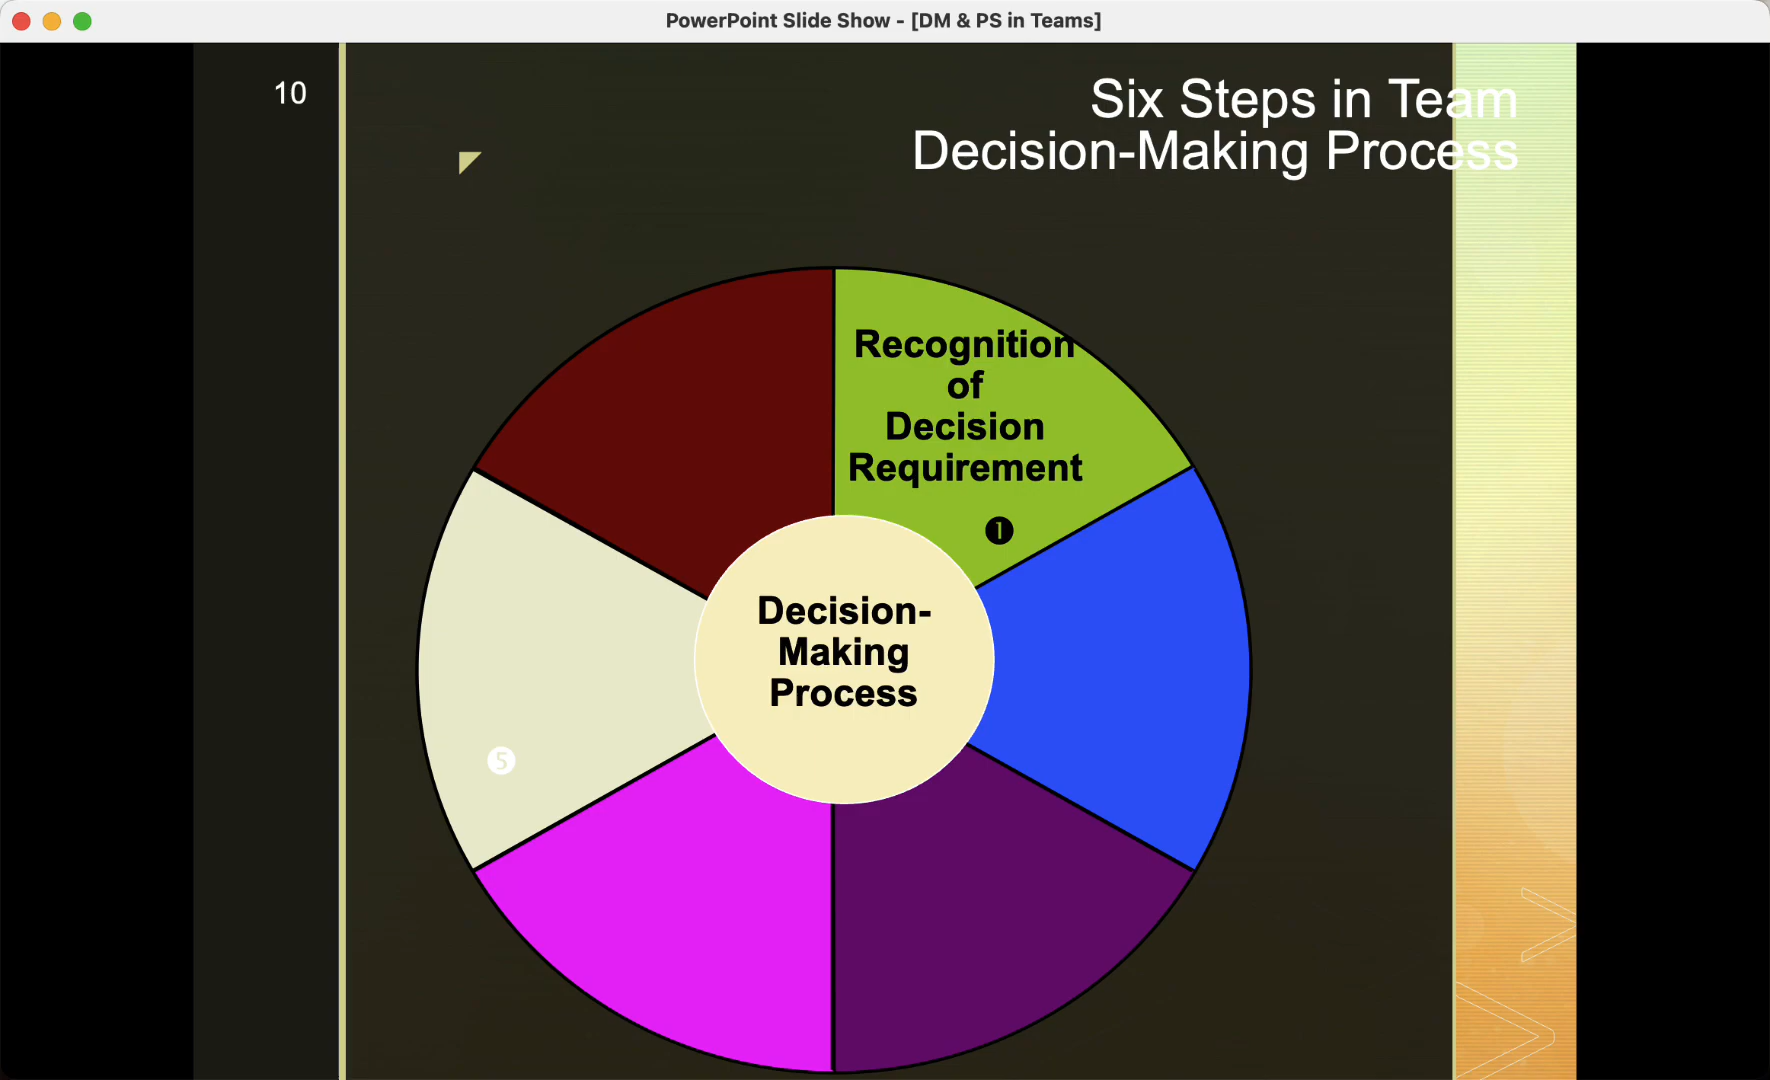 PowerPoint Slide Show - [DM & PS in Teams]
10
Six Steps in Team
Decision-Making Process
Recognition
of
Decision
Requirement
❶
Decision-
Making
Process
❺